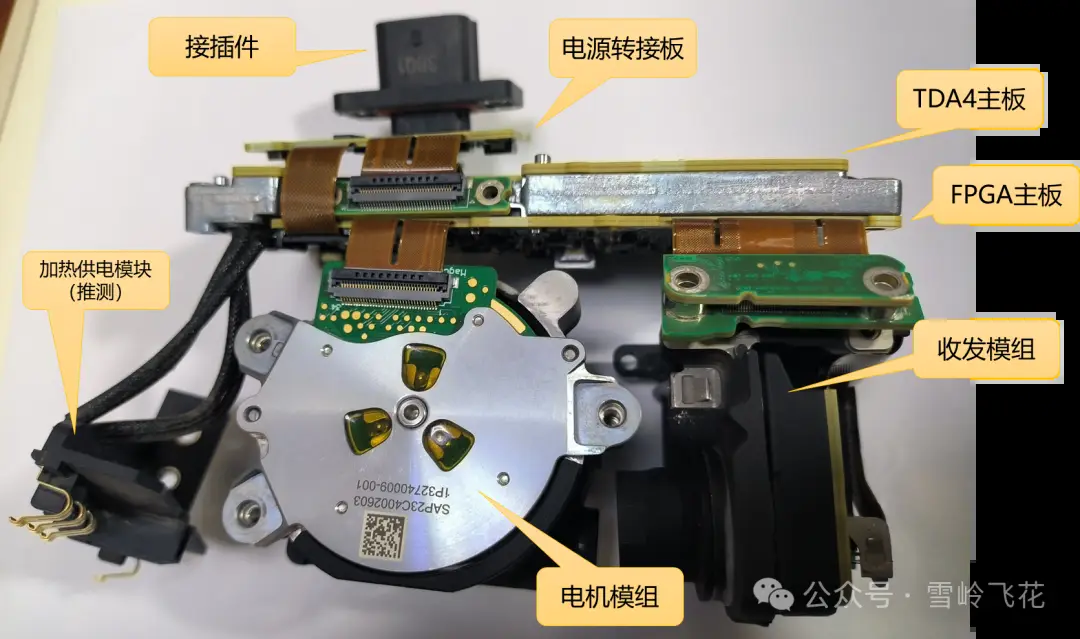 接插件
电源转接板
TDA4主板
FPGA主板
加热供电模块
（推测）
收发模组
SAP23C4002603
1P32740009-001
电机模组
公众号 · 雪岭飞花